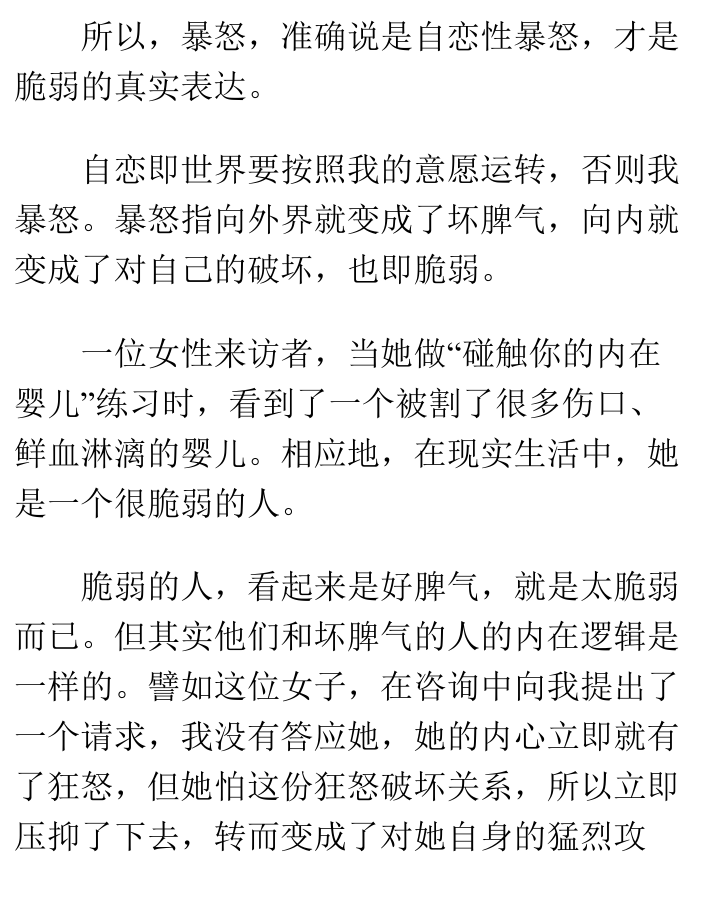 所以，暴怒，准确说是自恋性暴怒，才是
脆弱的真实表达。
自恋即世界要按照我的意愿运转，否则我
暴怒。暴怒指向外界就变成了坏脾气，向内就
变成了对自己的破坏，也即脆弱。
一位女性来访者，当她做“碰触你的内在
婴儿”练习时，看到了一个被割了很多伤口、
鲜血淋漓的婴儿。相应地，在现实生活中，她
是一个很脆弱的人。
脆弱的人，看起来是好脾气，就是太脆弱
而已。但其实他们和坏脾气的人的内在逻辑是
一样的。譬如这位女子，在咨询中向我提出了
一个请求，我没有答应她，她的内心立即就有
了狂怒，但她怕这份狂怒破坏关系，所以立即
压抑了下去，转而变成了对她自身的猛烈攻